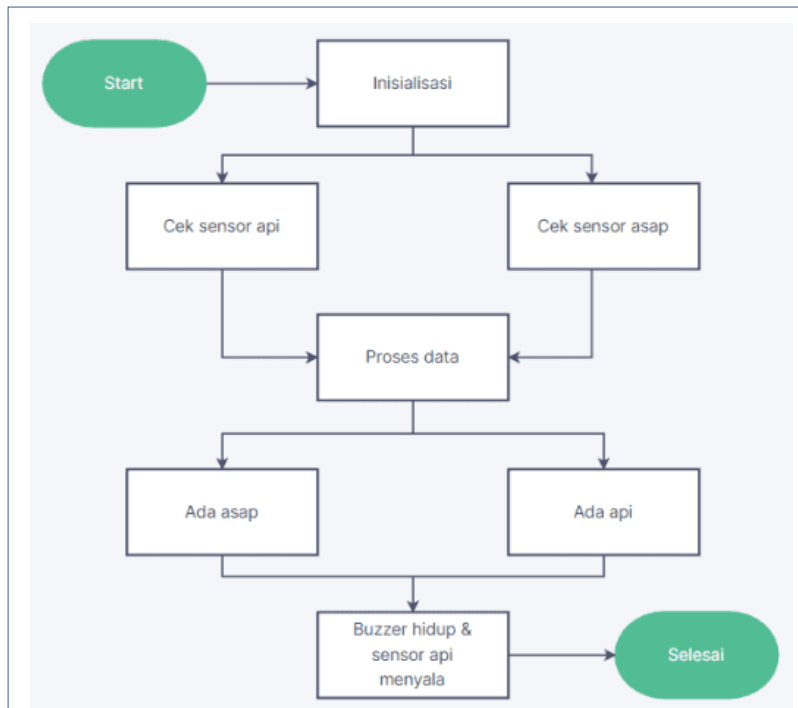 Start
Inisialisasi
Cek sensor api
Cek sensor asap
Proses data
Ada asap
Ada api
Buzzer hidup &
sensor api
menyala
Selesai